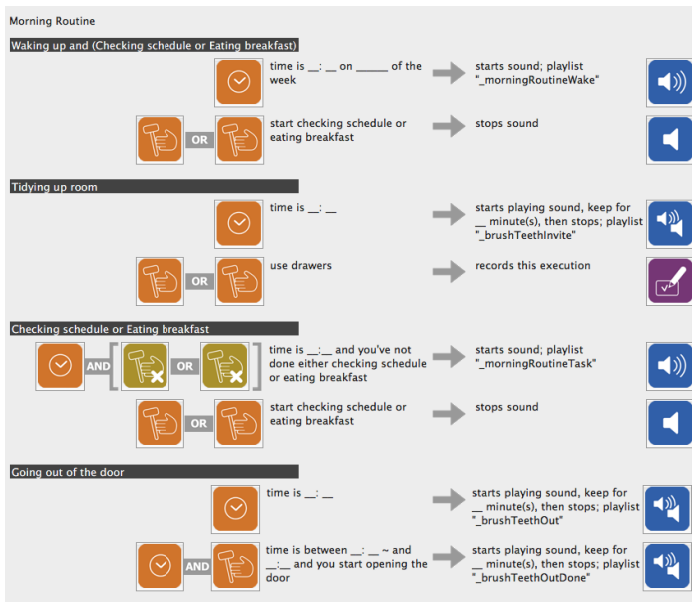 Morning Routine
Waking up and (Checking schedule or Eating breakfast)
time is __: __ on _____ of the
week
starts sound; playlist
"_morningRoutineWake"
OR
start checking schedule or
eating breakfast
stops sound
Tidying up room
time is __: __
starts playing sound, keep for
__ minute(s), then stops; playlist
"_brushTeethInvite"
OR
use drawers
records this execution
Checking schedule or Eating breakfast
AND
OR
time is __:__ and you've not
done either checking schedule
or eating breakfast
starts sound; playlist
"_morningRoutineTask"
OR
start checking schedule or
eating breakfast
stops sound
Going out of the door
time is __: __
starts playing sound, keep for
__ minute(s), then stops; playlist
"_brushTeethOut"
AND
time is between __: __ ~ and
__:__ and you start opening the
door
starts playing sound, keep for
__ minute(s), then stops; playlist
"_brushTeethOutDone"